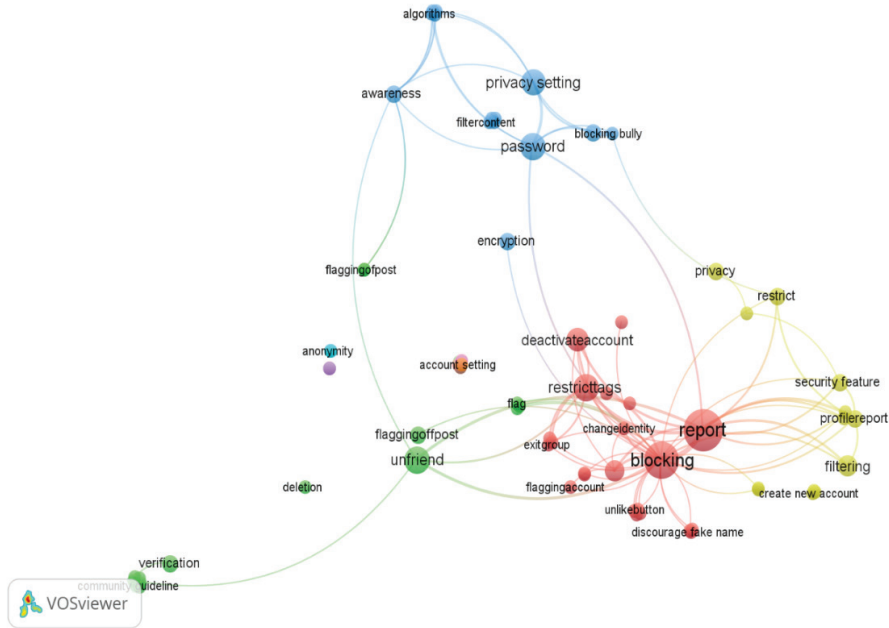 algorithms
privacy setting
awareness
filtercontent
blocking bully
password
encryption
flaggingofpost
privacy
restrict
deactivateaccount
anonymity
account setting
restricttags
security feature
flag
profilereport
changeidentity
report
flaggingoffpost
exitgroup
unfriend
blocking
filtering
deletion
flaggingaccount
create new account
unlikebutton
discourage fake name
verification
community guideline
VOSviewer